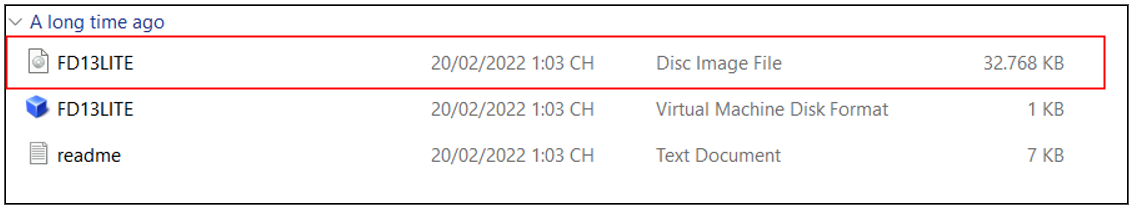 A long time ago
FD13LITE 20/02/2022 1:03 CH Disc Image File 32.768 KB
FD13LITE 20/02/2022 1:03 CH Virtual Machine Disk Format 1 KB
readme 20/02/2022 1:03 CH Text Document 7 KB